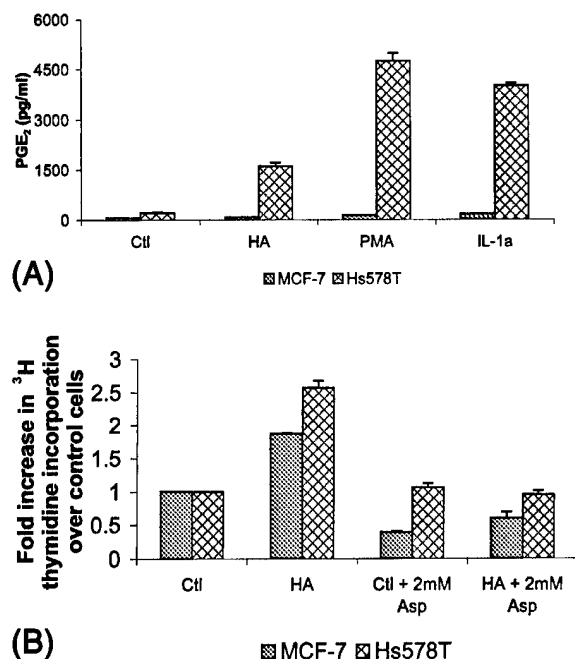 6000
4500
3000
1500
0
PGE₂ (pg/ml)
Ctl
HA
PMA
IL-1a
(A)
MCF-7 Hs578T
Fold increase in ³H
thymidine incorporation
over control cells
3
2.5
2
1.5
1
0.5
0
Ctl
HA
Ctl + 2mM
Asp
HA + 2mM
Asp
(B)
MCF-7 Hs578T